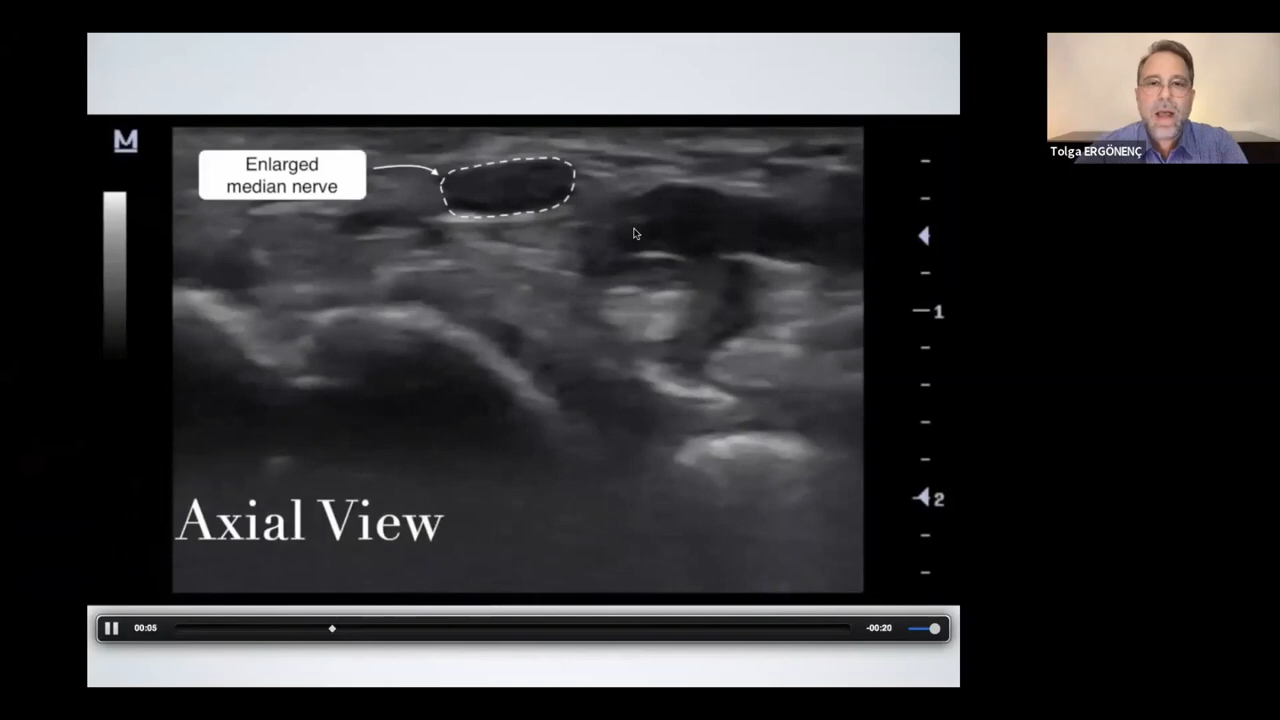 M
Enlarged
median nerve
Tolga ERGÖNENÇ
1
2
Axial View
00:05
-00:20